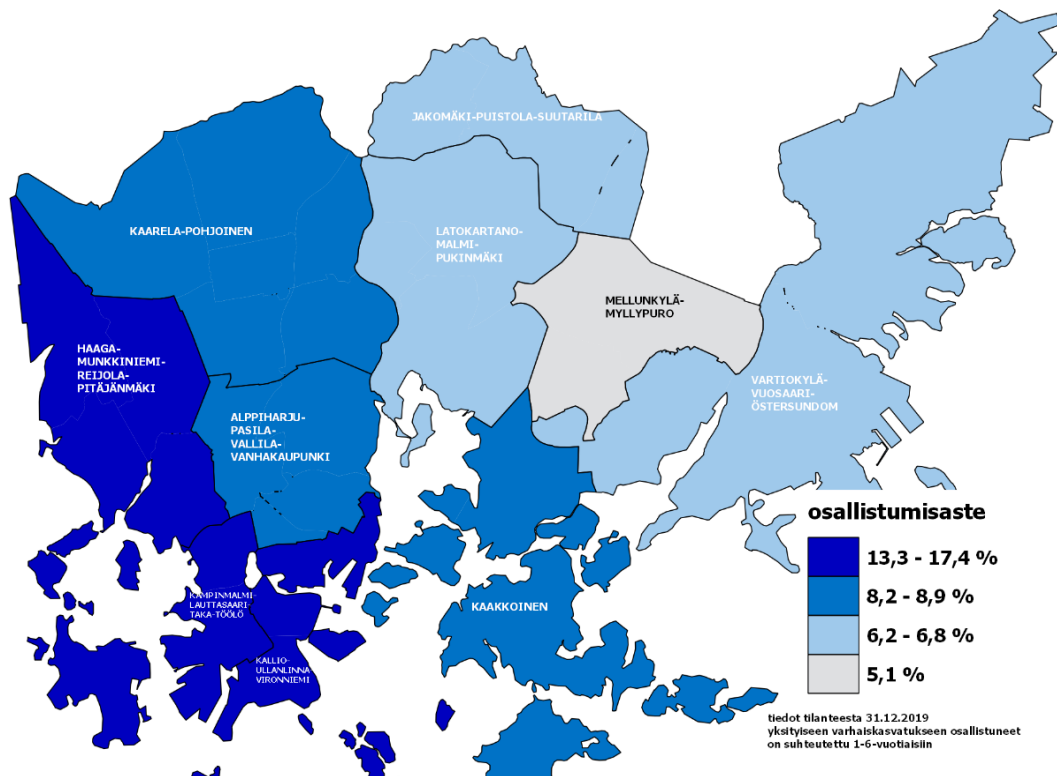 JAKOMÄKI-PUISTOLA-SUUTARILA
KAARELA-POHJOINEN
LATOKARTANO-
MALMI-
PUKINMÄKI
MELLUNKYLÄ-
MYLLYPURO
HAAGA-
MUNKKINIEMI-
REIJOLA-
PITÄJÄNMÄKI
VARTIOKYLÄ-
VUOSAARI-
ÖSTERSUNDOM
ALPPIHARJU-
PASILA-
VALLILA-
VANHAKAUPUNKI
KAMPINMALMI-
LAUTTASAARI-
TAKA-TÖÖLÖ
KAAKKOINEN
KALLIO-
ULLANLINNA-
VIRONNIEMI
osallistumisaste
13,3 - 17,4 %
8,2 - 8,9 %
6,2 - 6,8 %
5,1 %
tiedot tilanteesta 31.12.2019
yksityiseen varhaiskasvatukseen osallistuneet
on suhteutettu 1-6-vuotiaisiin